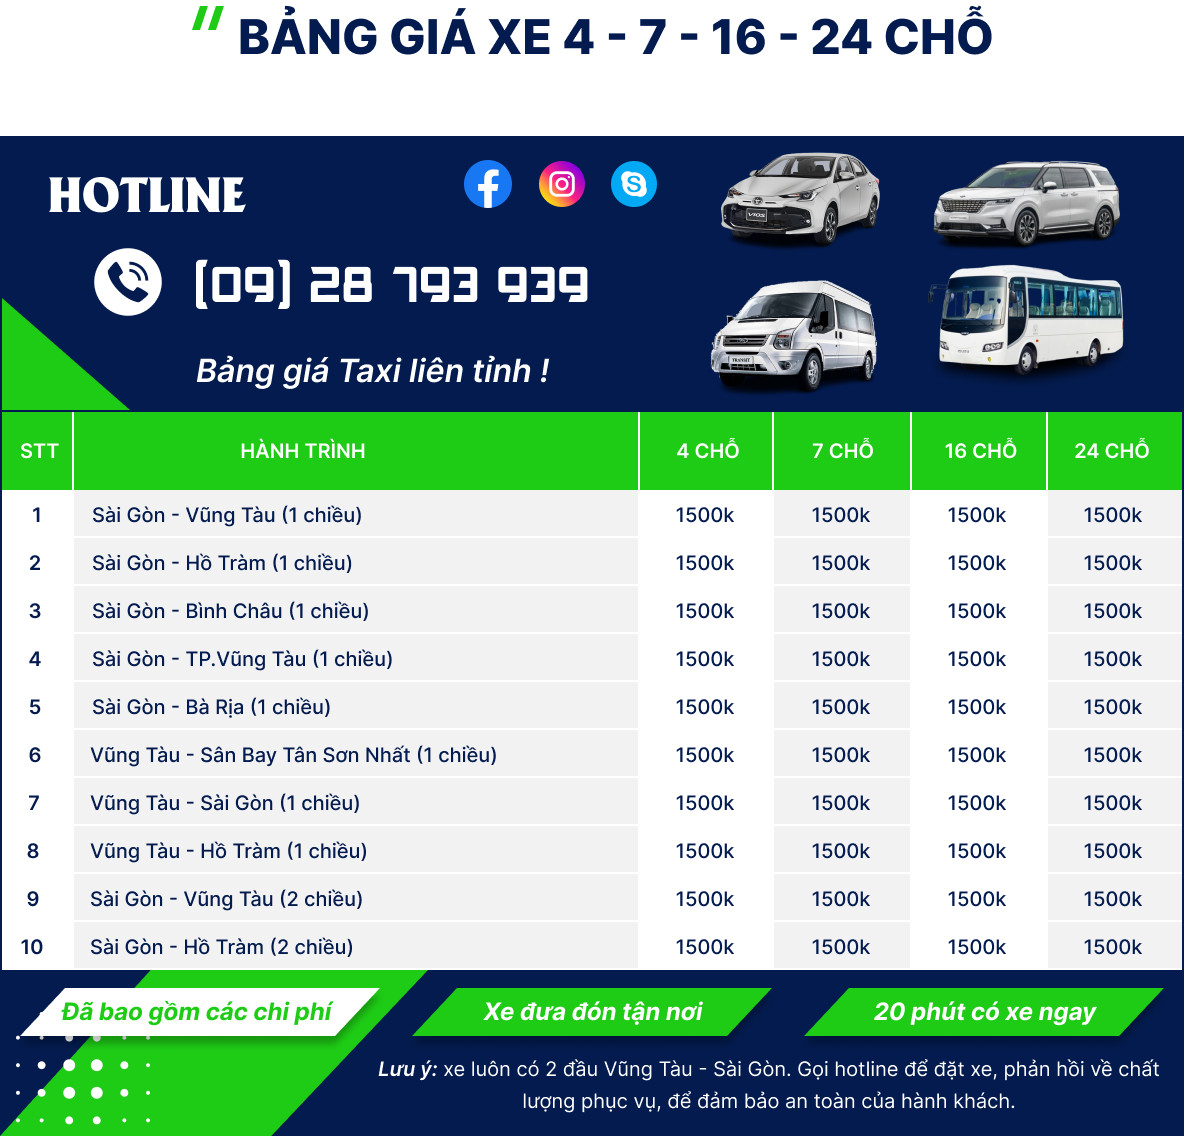 BẢNG GIÁ XE 4 - 7 - 16 - 24 CHỖ
HOTLINE
(09) 28 793 939
Bảng giá Taxi liên tỉnh !
VIOS
TRANSIT
STT HÀNH TRÌNH 4 CHỖ 7 CHỖ 16 CHỖ 24 CHỖ
1 Sài Gòn - Vũng Tàu (1 chiều) 1500k 1500k 1500k 1500k
2 Sài Gòn - Hồ Tràm (1 chiều) 1500k 1500k 1500k 1500k
3 Sài Gòn - Bình Châu (1 chiều) 1500k 1500k 1500k 1500k
4 Sài Gòn - TP.Vũng Tàu (1 chiều) 1500k 1500k 1500k 1500k
5 Sài Gòn - Bà Rịa (1 chiều) 1500k 1500k 1500k 1500k
6 Vũng Tàu - Sân Bay Tân Sơn Nhất (1 chiều) 1500k 1500k 1500k 1500k
7 Vũng Tàu - Sài Gòn (1 chiều) 1500k 1500k 1500k 1500k
8 Vũng Tàu - Hồ Tràm (1 chiều) 1500k 1500k 1500k 1500k
9 Sài Gòn - Vũng Tàu (2 chiều) 1500k 1500k 1500k 1500k
10 Sài Gòn - Hồ Tràm (2 chiều) 1500k 1500k 1500k 1500k
Đã bao gồm các chi phí Xe đưa đón tận nơi 20 phút có xe ngay
Lưu ý: xe luôn có 2 đầu Vũng Tàu - Sài Gòn. Gọi hotline để đặt xe, phản hồi về chất
lượng phục vụ, để đảm bảo an toàn của hành khách.